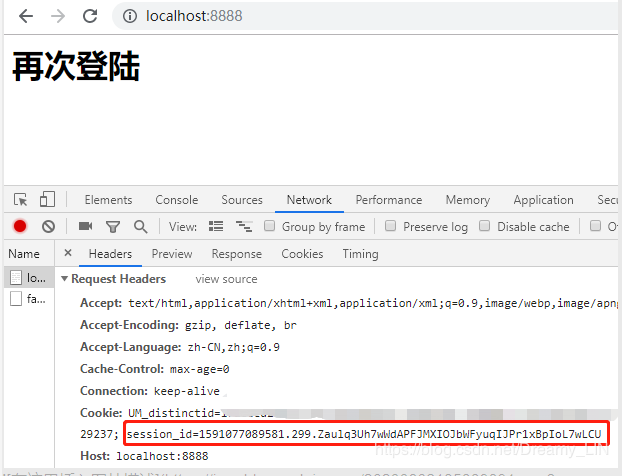 localhost:8888
再次登陆
Elements Console Sources Network Performance Memory Application Secu
View: Group by frame Preserve log Disable cache Of
Name × Headers Preview Response Cookies Timing
lo...
fa...
Request Headers view source
Accept: text/html,application/xhtml+xml,application/xml;q=0.9,image/webp,image/apng
Accept-Encoding: gzip, deflate, br
Accept-Language: zh-CN,zh;q=0.9
Cache-Control: max-age=0
Connection: keep-alive
Cookie: UM_distinctid=
29237; session_id=1591077089581.299.Zaulq3Uh7wWdAPFJMXIOJbWFyuqIJPr1xBpIoL7wLCU
Host: localhost:8888
https://blog.csdn.net/Dreamy_LIN